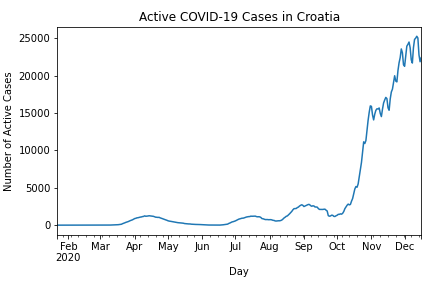 Active COVID-19 Cases in Croatia
Number of Active Cases
25000
20000
15000
10000
5000
0
Feb Mar Apr May Jun Jul Aug Sep Oct Nov Dec
2020
Day